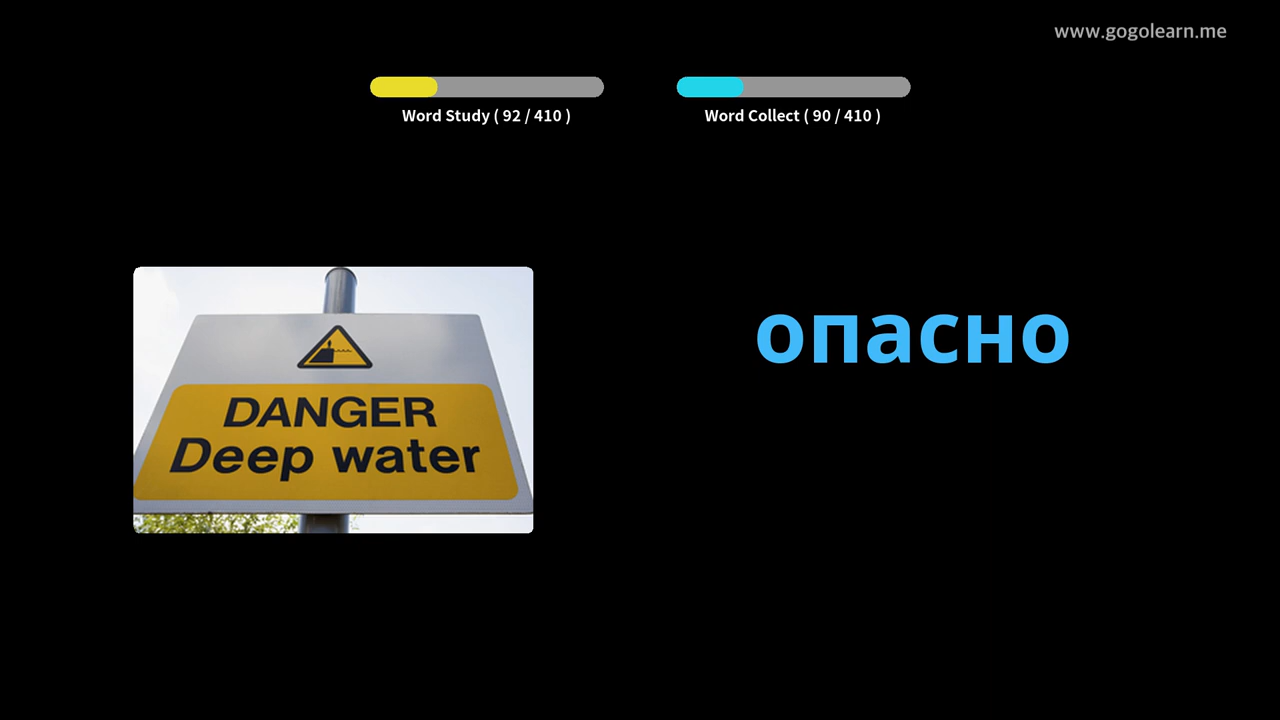 www.gogolearn.me
Word Study ( 92 / 410 )
Word Collect ( 90 / 410 )
DANGER
Deep water
опасно